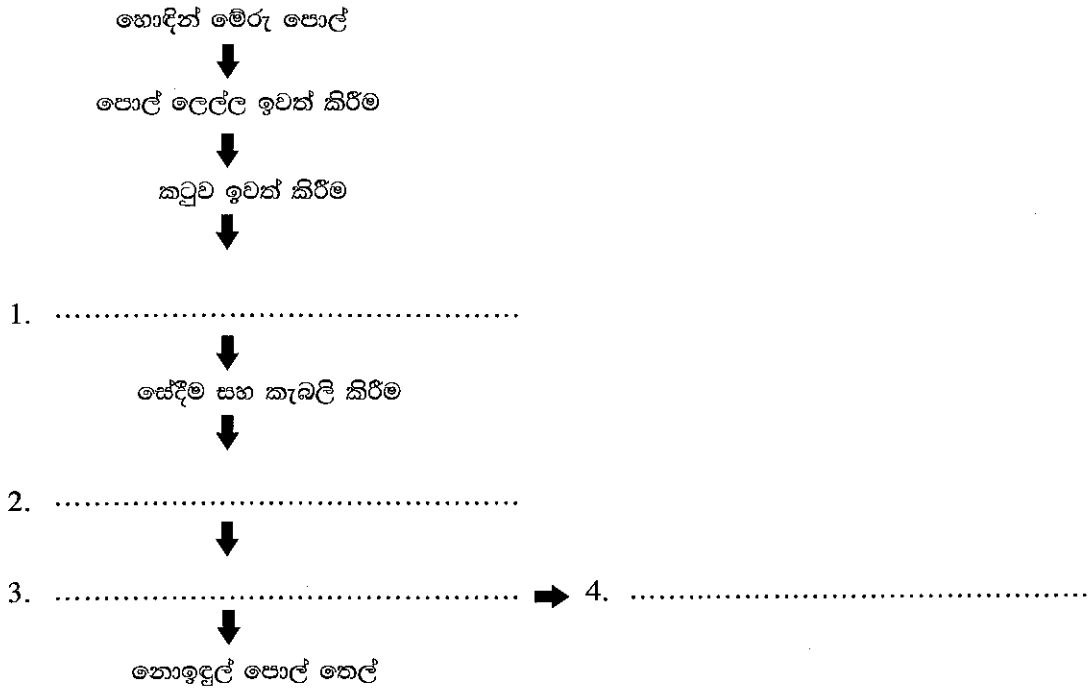 හොඳින් මේරූ පොල්
පොල් ලෙල්ල ඉවත් කිරීම
කටුව ඉවත් කිරීම
1. ..........................................................
සේදීම සහ කැබලි කිරීම
2. ..........................................................
3. .......................................................... 4. ..........................................................
නොඉඳුල් පොල් තෙල්